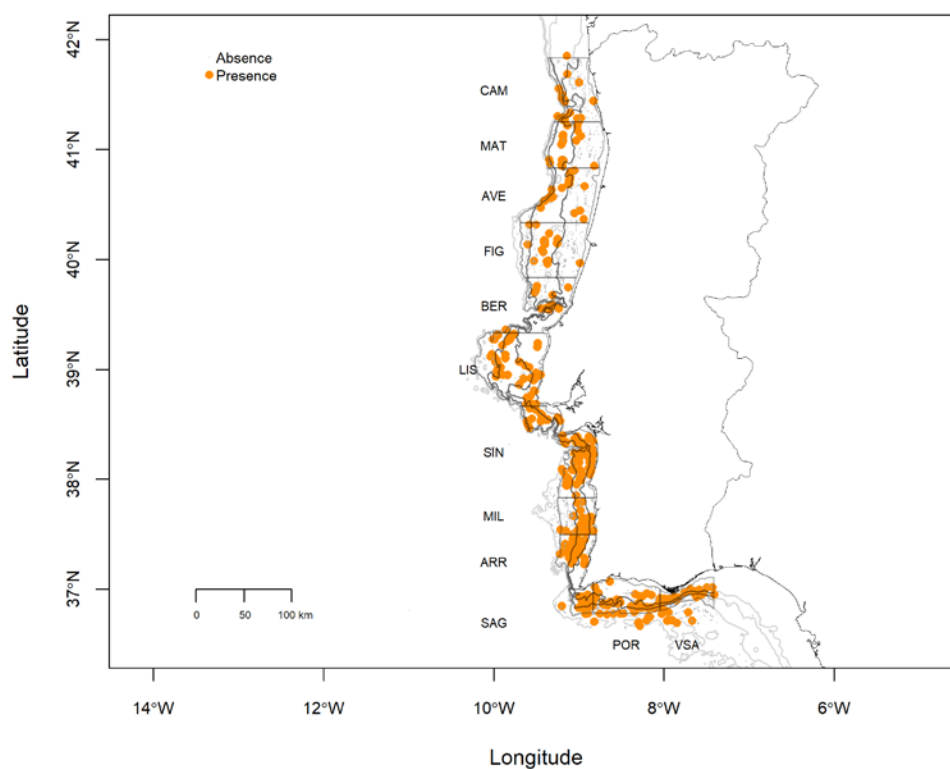 42°N
Absence
Presence
CAM
41°N
MAT
AVE
40°N
FIG
BER
39°N
LIS
38°N
SIN
MIL
ARR
37°N
0 50 100 km
SAG
POR VSA
14°W 12°W 10°W 8°W 6°W
Latitude
Longitude